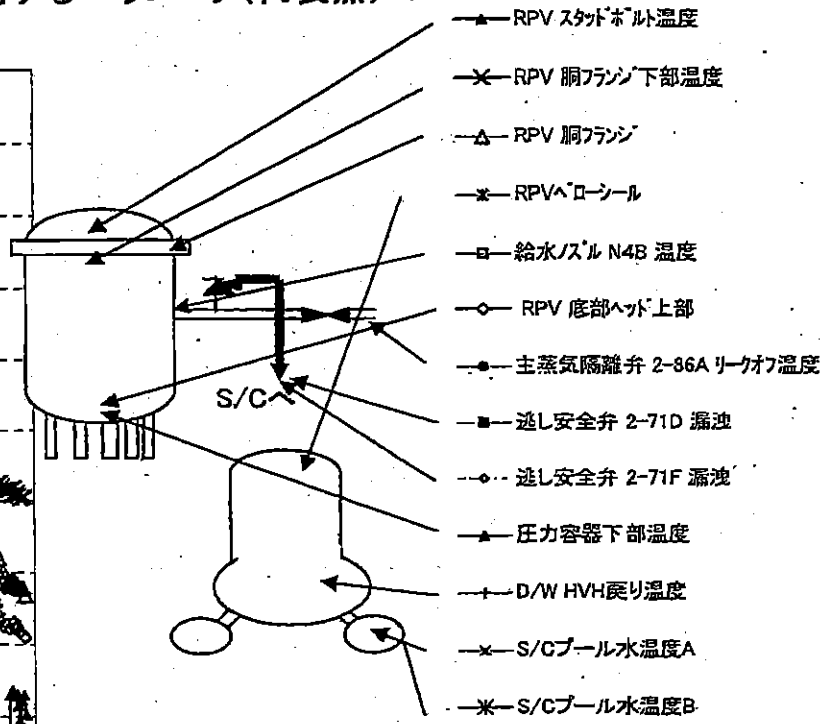 RPV スタッドボルト温度
RPV 胴フランジ下部温度
RPV 胴フランジ
RPVベローシール
給水ノズル N4B 温度
RPV 底部ヘッド上部
主蒸気隔離弁 2-86A リークオフ温度
S/Cへ
逃し安全弁 2-71D 漏洩
逃し安全弁 2-71F 漏洩
圧力容器下部温度
D/W HVH戻り温度
S/Cプール水温度A
S/Cプール水温度B